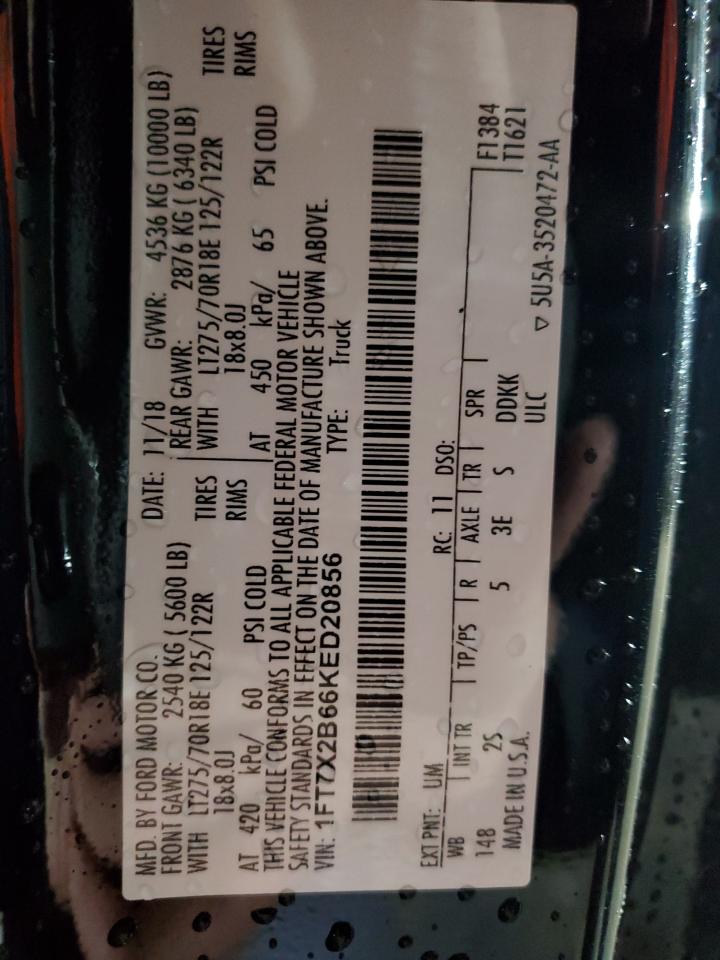 MFD. BY FORD MOTOR CO. DATE: 11/18 GVWR: 4536 KG (10000 LB)
FRONT GAWR: 2540 KG ( 5600 LB) REAR GAWR: 2876 KG ( 6340 LB)
WITH LT275/70R18E 125/122R TIRES WITH LT275/70R18E 125/122R TIRES
18x8.0J RIMS 18x8.0J RIMS
AT 420 kPa/ 60 PSI COLD AT 450 kPa/ 65 PSI COLD
THIS VEHICLE CONFORMS TO ALL APPLICABLE FEDERAL MOTOR VEHICLE
SAFETY STANDARDS IN EFFECT ON THE DATE OF MANUFACTURE SHOWN ABOVE.
VIN: 1FT7X2B66KED20856 TYPE: Truck
EXT PNT: UM RC: 11 DSO:
WB INT TR TP/PS R AXLE TR SPR F1384
T1621
148 2S 5 3E S DDKK
MADE IN U.S.A. ULC
▽ 5U5A-3520472-AA